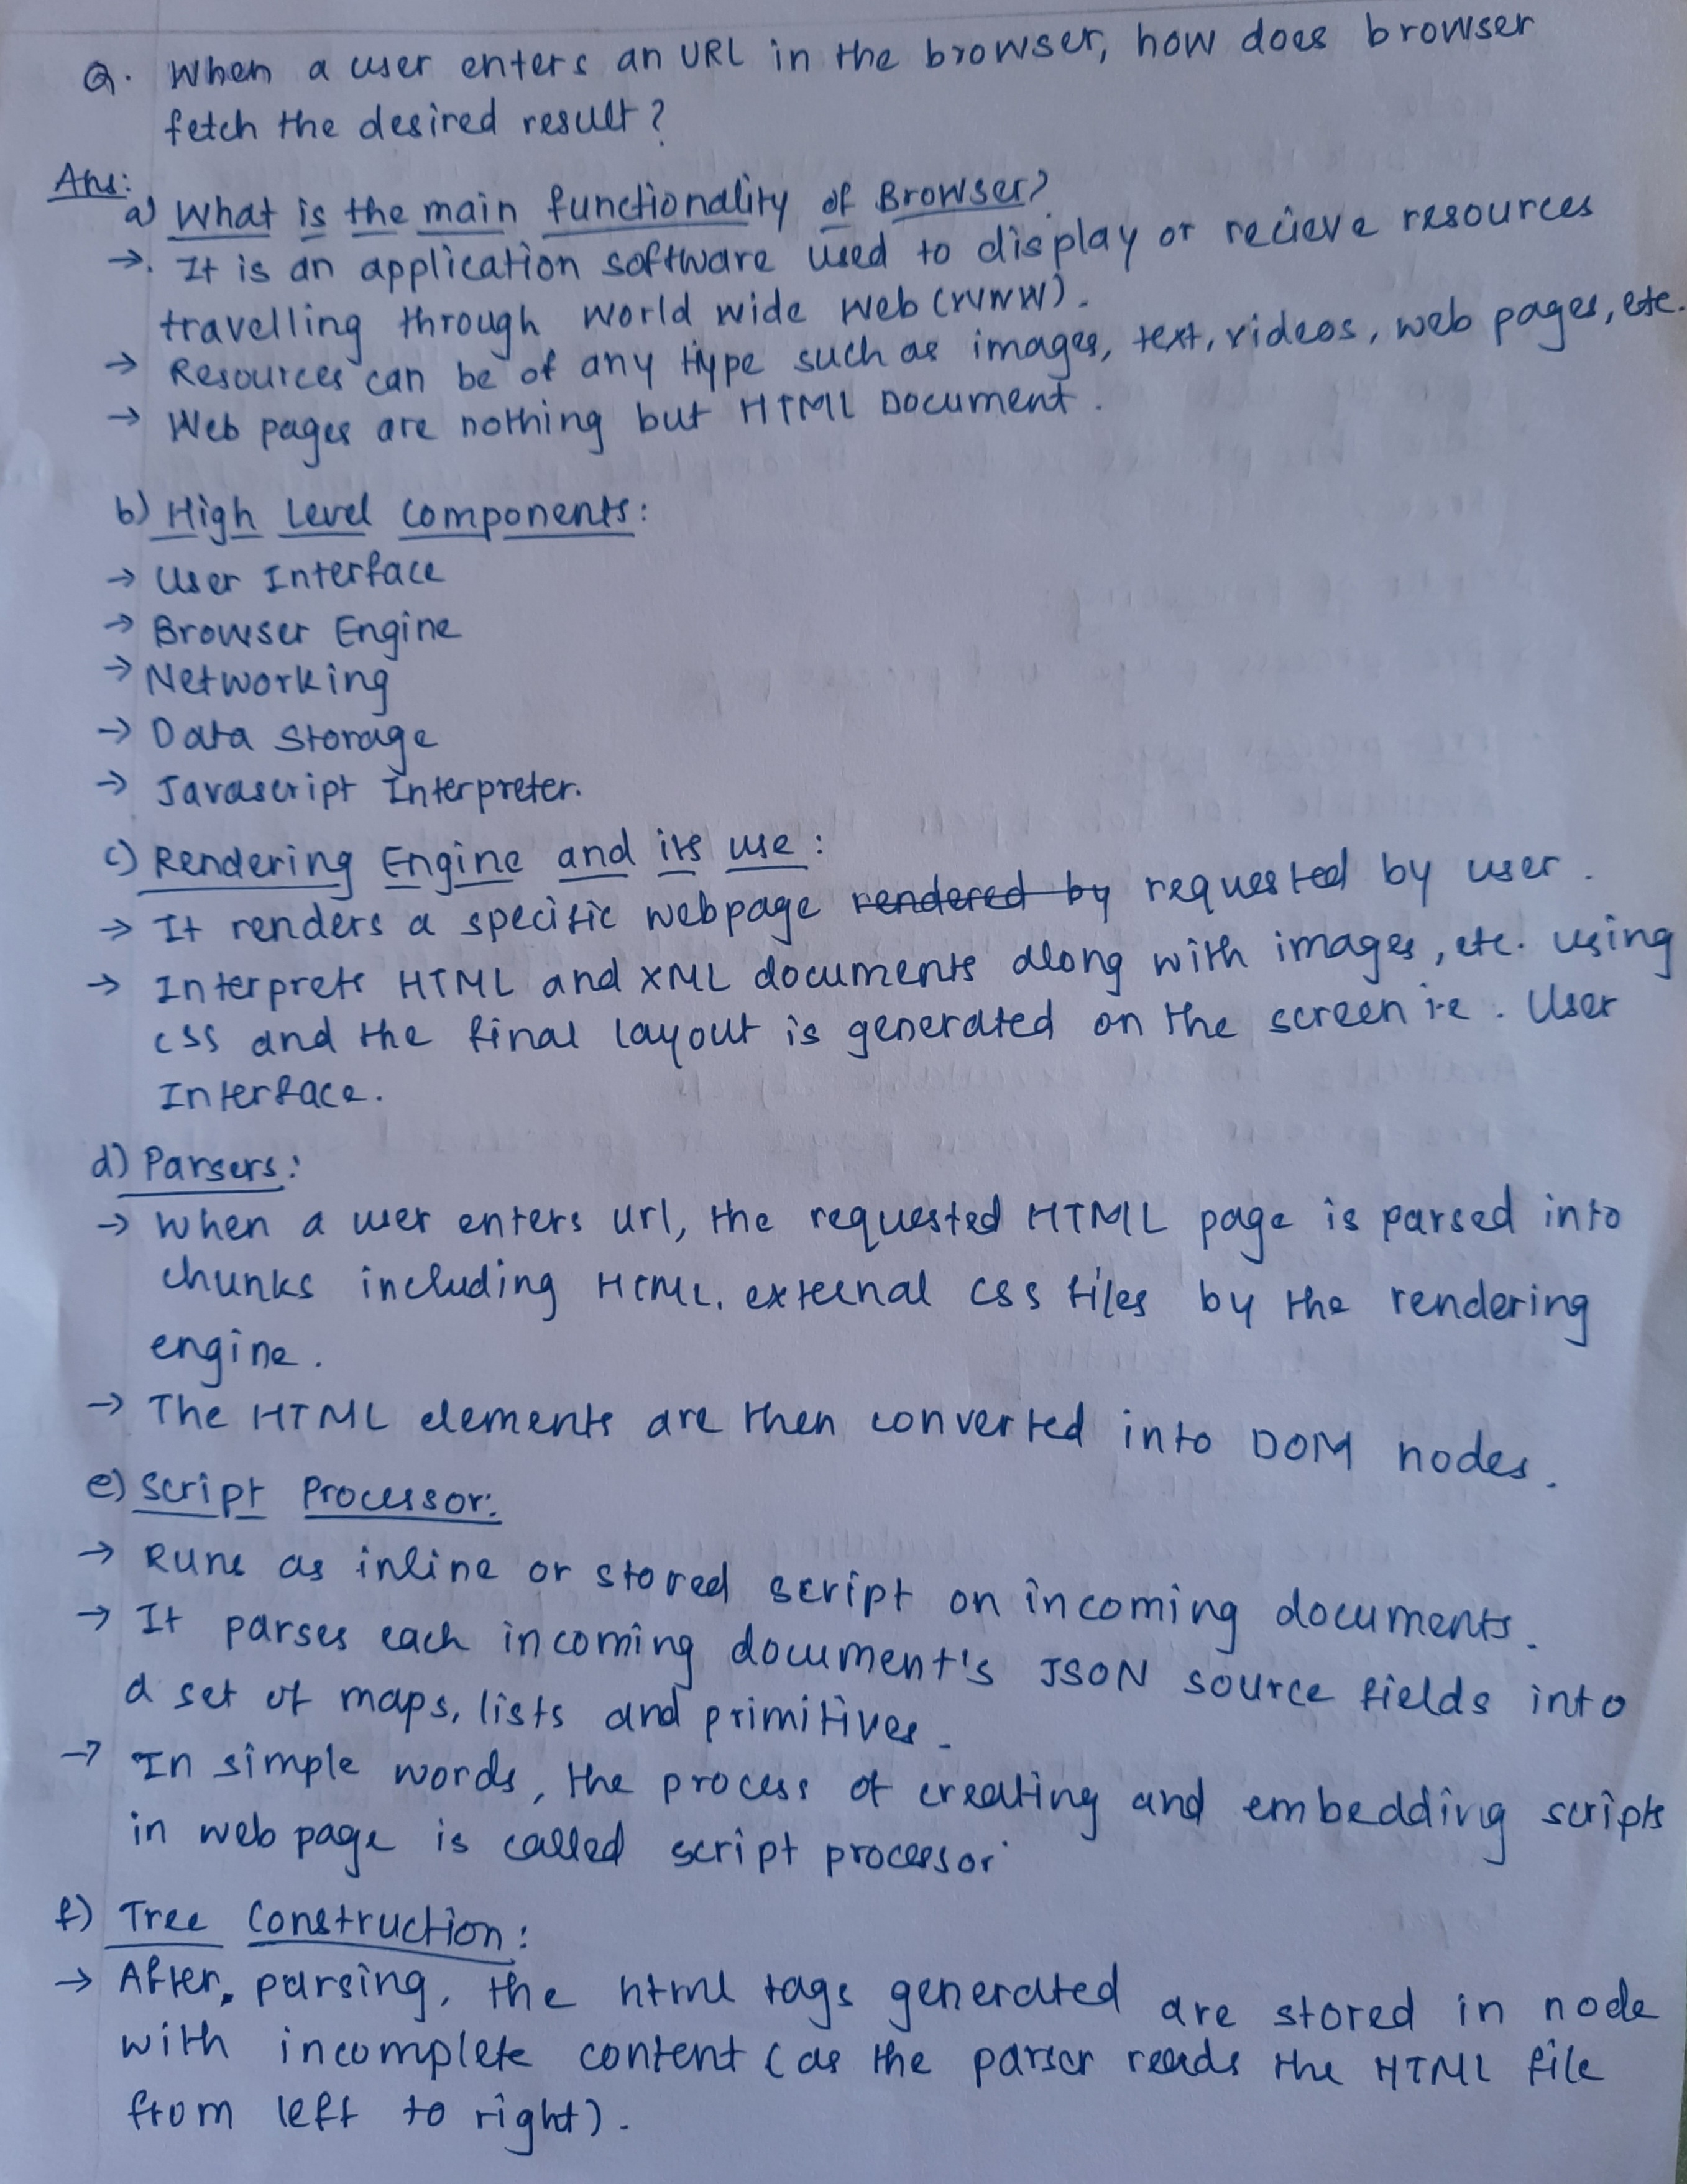 Q. When a user enters an URL in the browser, how does browser
fetch the desired result?
Ans:
a) What is the main functionality of Browser?
→. It is an application software used to display or recieve resources
travelling through world wide web (WWW).
→ Resources can be of any type such as images, text, videos, web pages, etc.
→ Web pages are nothing but HTML Document.
b) High Level Components:
→ User Interface
→ Browser Engine
→ Networking
→ Data Storage
→ Javascript Interpreter.
c) Rendering Engine and its use:
→ It renders a specific webpage rendered by requested by user.
→ Interprets HTML and XML documents along with images, etc. using
css and the final layout is generated on the screen i.e. User
Interface.
d) Parsers:
→ When a user enters url, the requested HTML page is parsed into
chunks including HTML, external css files by the rendering
engine.
→ The HTML elements are then converted into DOM nodes.
e) Script Processor:
→ Runs as inline or stored script on incoming documents.
→ It parses each incoming document's JSON source fields into
a set of maps, lists and primitives.
→ In simple words, the process of creating and embedding scripts
in web page is called script processor.
f) Tree Construction:
→ After, parsing, the html tags generated are stored in node
with incomplete content (as the parser reads the HTML file
from left to right).